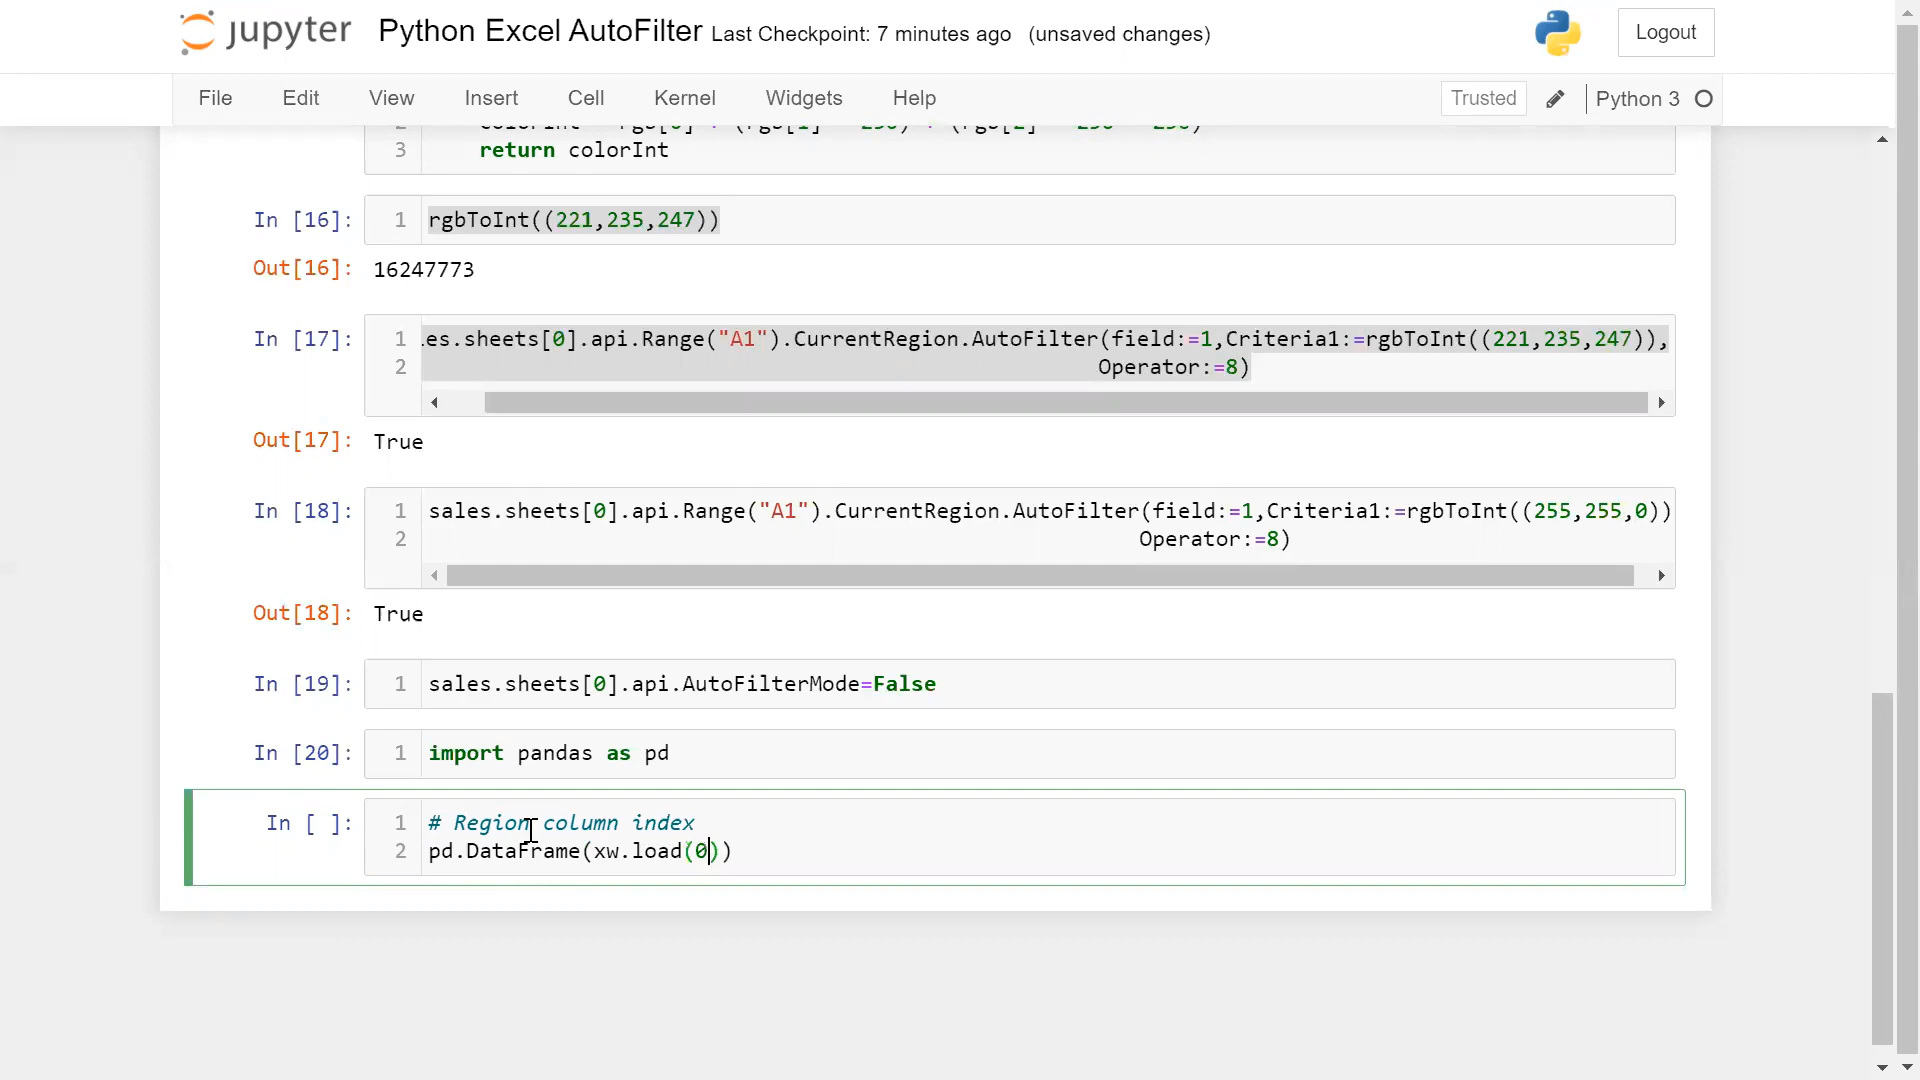 jupyter Python Excel AutoFilter Last Checkpoint: 7 minutes ago (unsaved changes) Logout
File Edit View Insert Cell Kernel Widgets Help Trusted Python 3
3 return colorInt
In [16]: 1 rgbToInt((221,235,247))
Out[16]: 16247773
In [17]: 1 les.sheets[0].api.Range("A1").CurrentRegion.AutoFilter(field:=1,Criteria1:=rgbToInt((221,235,247)),
2 Operator:=8)
Out[17]: True
In [18]: 1 sales.sheets[0].api.Range("A1").CurrentRegion.AutoFilter(field:=1,Criteria1:=rgbToInt((255,255,0))
2 Operator:=8)
Out[18]: True
In [19]: 1 sales.sheets[0].api.AutoFilterMode=False
In [20]: 1 import pandas as pd
In [ ]: 1 # Region column index
2 pd.DataFrame(xw.load(0))